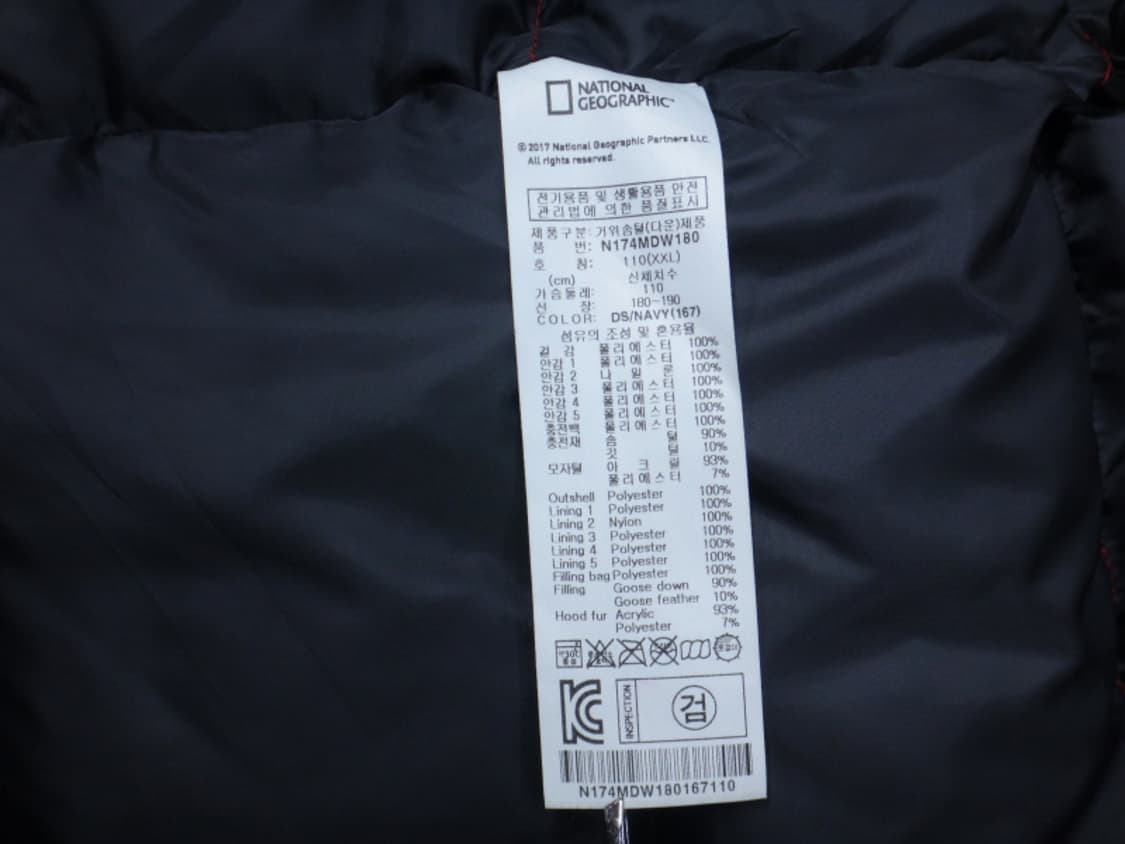 NATIONAL
GEOGRAPHIC™
© 2017 National Geographic Partners LLC.
All rights reserved.
전기용품 및 생활용품 안전
관리법에 의한 품질표시
제품구분: 거위솜털(다운)제품
품 번: N174MDW180
호 칭: 110(XXL)
(cm) 신체치수
가슴둘레: 110
신 장: 180~190
COLOR: DS/NAVY(167)
섬유의 조성 및 혼용율
겉 감 폴리에스터 100%
안감 1 폴리에스터 100%
안감 2 나 일 론 100%
안감 3 폴리에스터 100%
안감 4 폴리에스터 100%
안감 5 폴리에스터 100%
충전백 폴리에스터 100%
충전재 솜 털 90%
깃 털 10%
모자털 아 크 릴 93%
폴리에스터 7%
Outshell Polyester 100%
Lining 1 Polyester 100%
Lining 2 Nylon 100%
Lining 3 Polyester 100%
Lining 4 Polyester 100%
Lining 5 Polyester 100%
Filling bag Polyester 100%
Filling Goose down 90%
Goose feather 10%
Hood fur Acrylic 93%
Polyester 7%
INSPECTION
검
N174MDW180167110